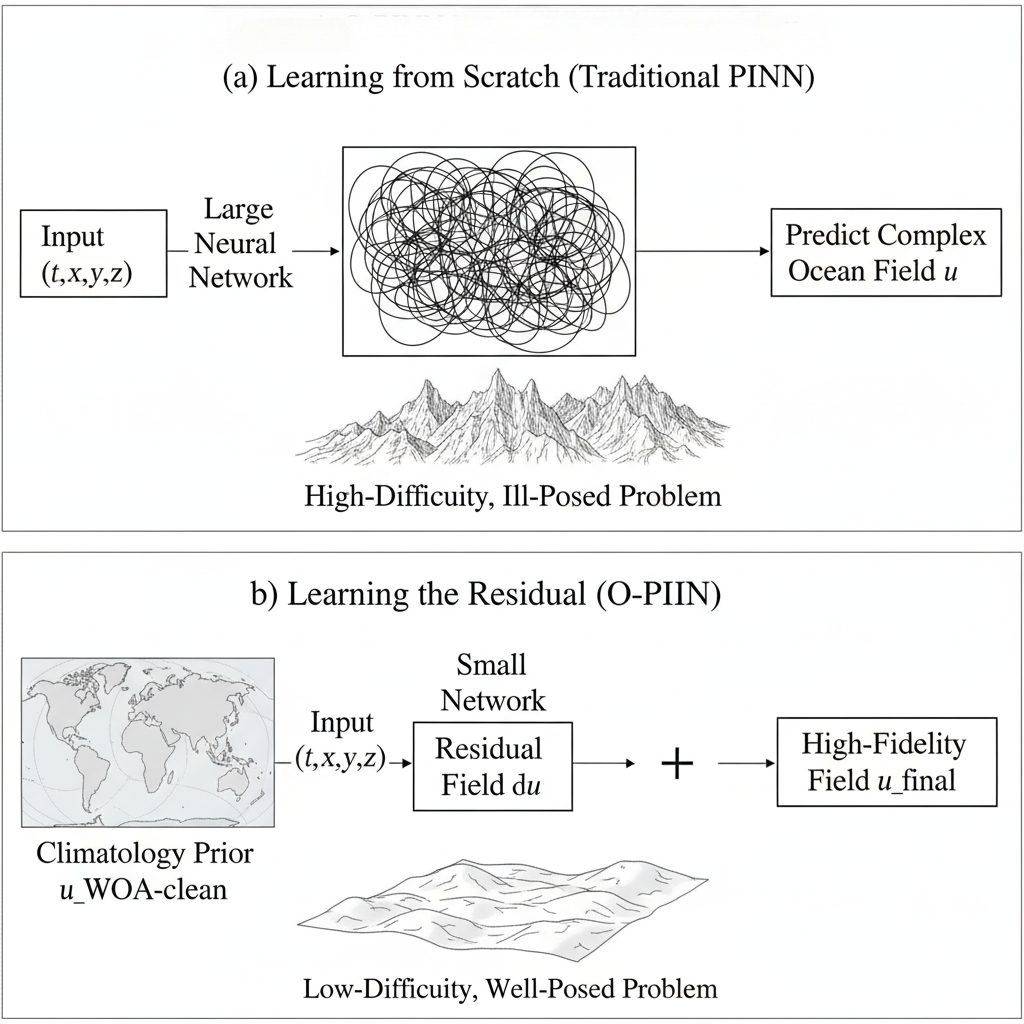 (a) Learning from Scratch (Traditional PINN)
Input
(t,x,y,z)
Large
Neural
Network
Predict Complex
Ocean Field u
High-Difficuity, Ill-Posed Problem
b) Learning the Residual (O-PIIN)
Climatology Prior
u_WOA-clean
Input
(t,x,y,z)
Small
Network
Residual
Field du
+
High-Fidelity
Field u_final
Low-Difficulty, Well-Posed Problem